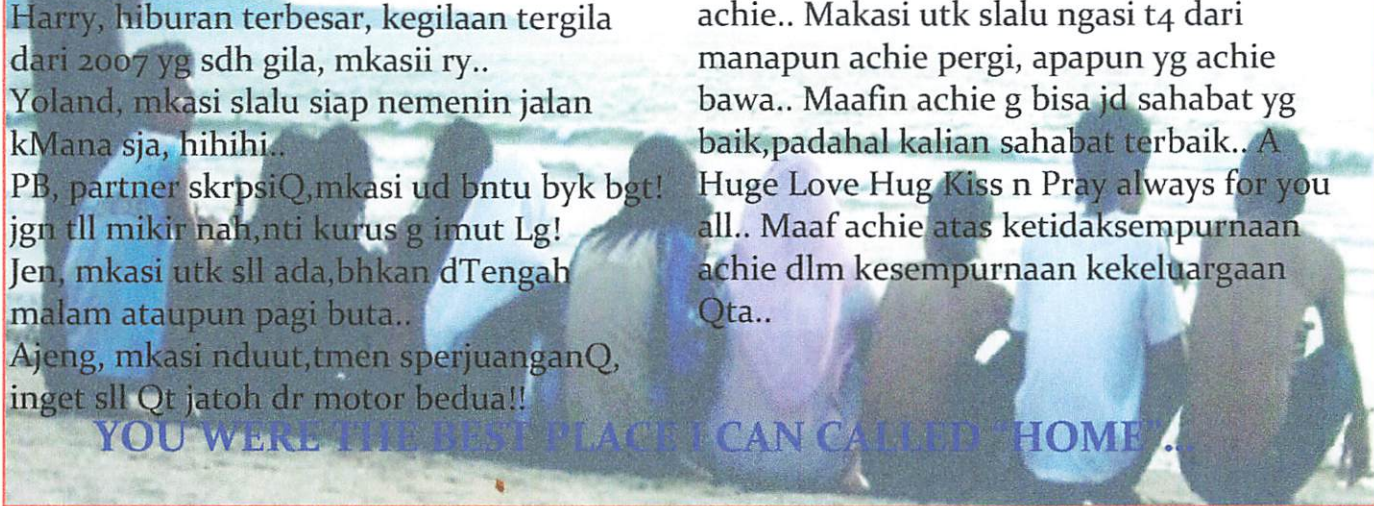 Harry, hiburan terbesar, kegilaan tergila
dari 2007 yg sdh gila, mkasii ry..
Yoland, mkasi slalu siap nemenin jalan
kMana sja, hihihi..
PB, partner skrpsiQ,mkasi ud bntu byk bgt!
jgn tll mikir nah,nti kurus g imut Lg!
Jen, mkasi utk sll ada,bhkan dTengah
malam ataupun pagi buta..
Ajeng, mkasi nduut,tmen sperjuanganQ,
inget sll Qt jatoh dr motor bedua!!
achie.. Makasi utk slalu ngasi t4 dari
manapun achie pergi, apapun yg achie
bawa.. Maafin achie g bisa jd sahabat yg
baik,padahal kalian sahabat terbaik.. A
Huge Love Hug Kiss n Pray always for you
all.. Maaf achie atas ketidaksempurnaan
achie dlm kesempurnaan kekeluargaan
Qta..
YOU WERE THE BEST PLACE I CAN CALLED "HOME"...